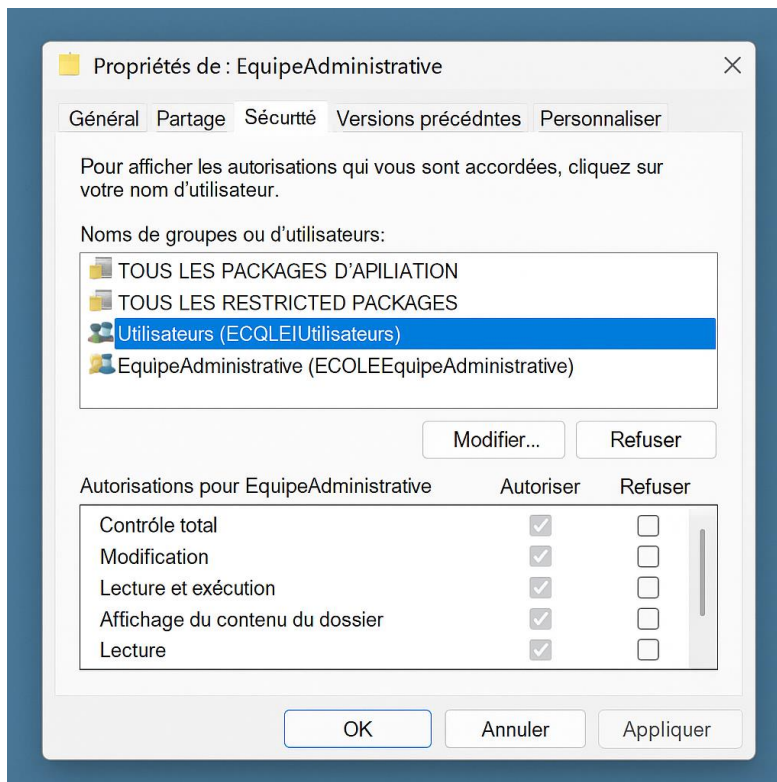 Propriétés de : EquipeAdministrative
Général Partage Sécurtté Versions précédntes Personnaliser
Pour afficher les autorisations qui vous sont accordées, cliquez sur
votre nom d’utilisateur.
Noms de groupes ou d’utilisateurs:
TOUS LES PACKAGES D’APILIATION
TOUS LES RESTRICTED PACKAGES
Utilisateurs (ECQLEIUtilisateurs)
EquipeAdministrative (ECOLEEquipeAdministrative)
Modifier... Refuser
Autorisations pour EquipeAdministrative Autoriser Refuser
Contrôle total
Modification
Lecture et exécution
Affichage du contenu du dossier
Lecture
OK Annuler Appliquer